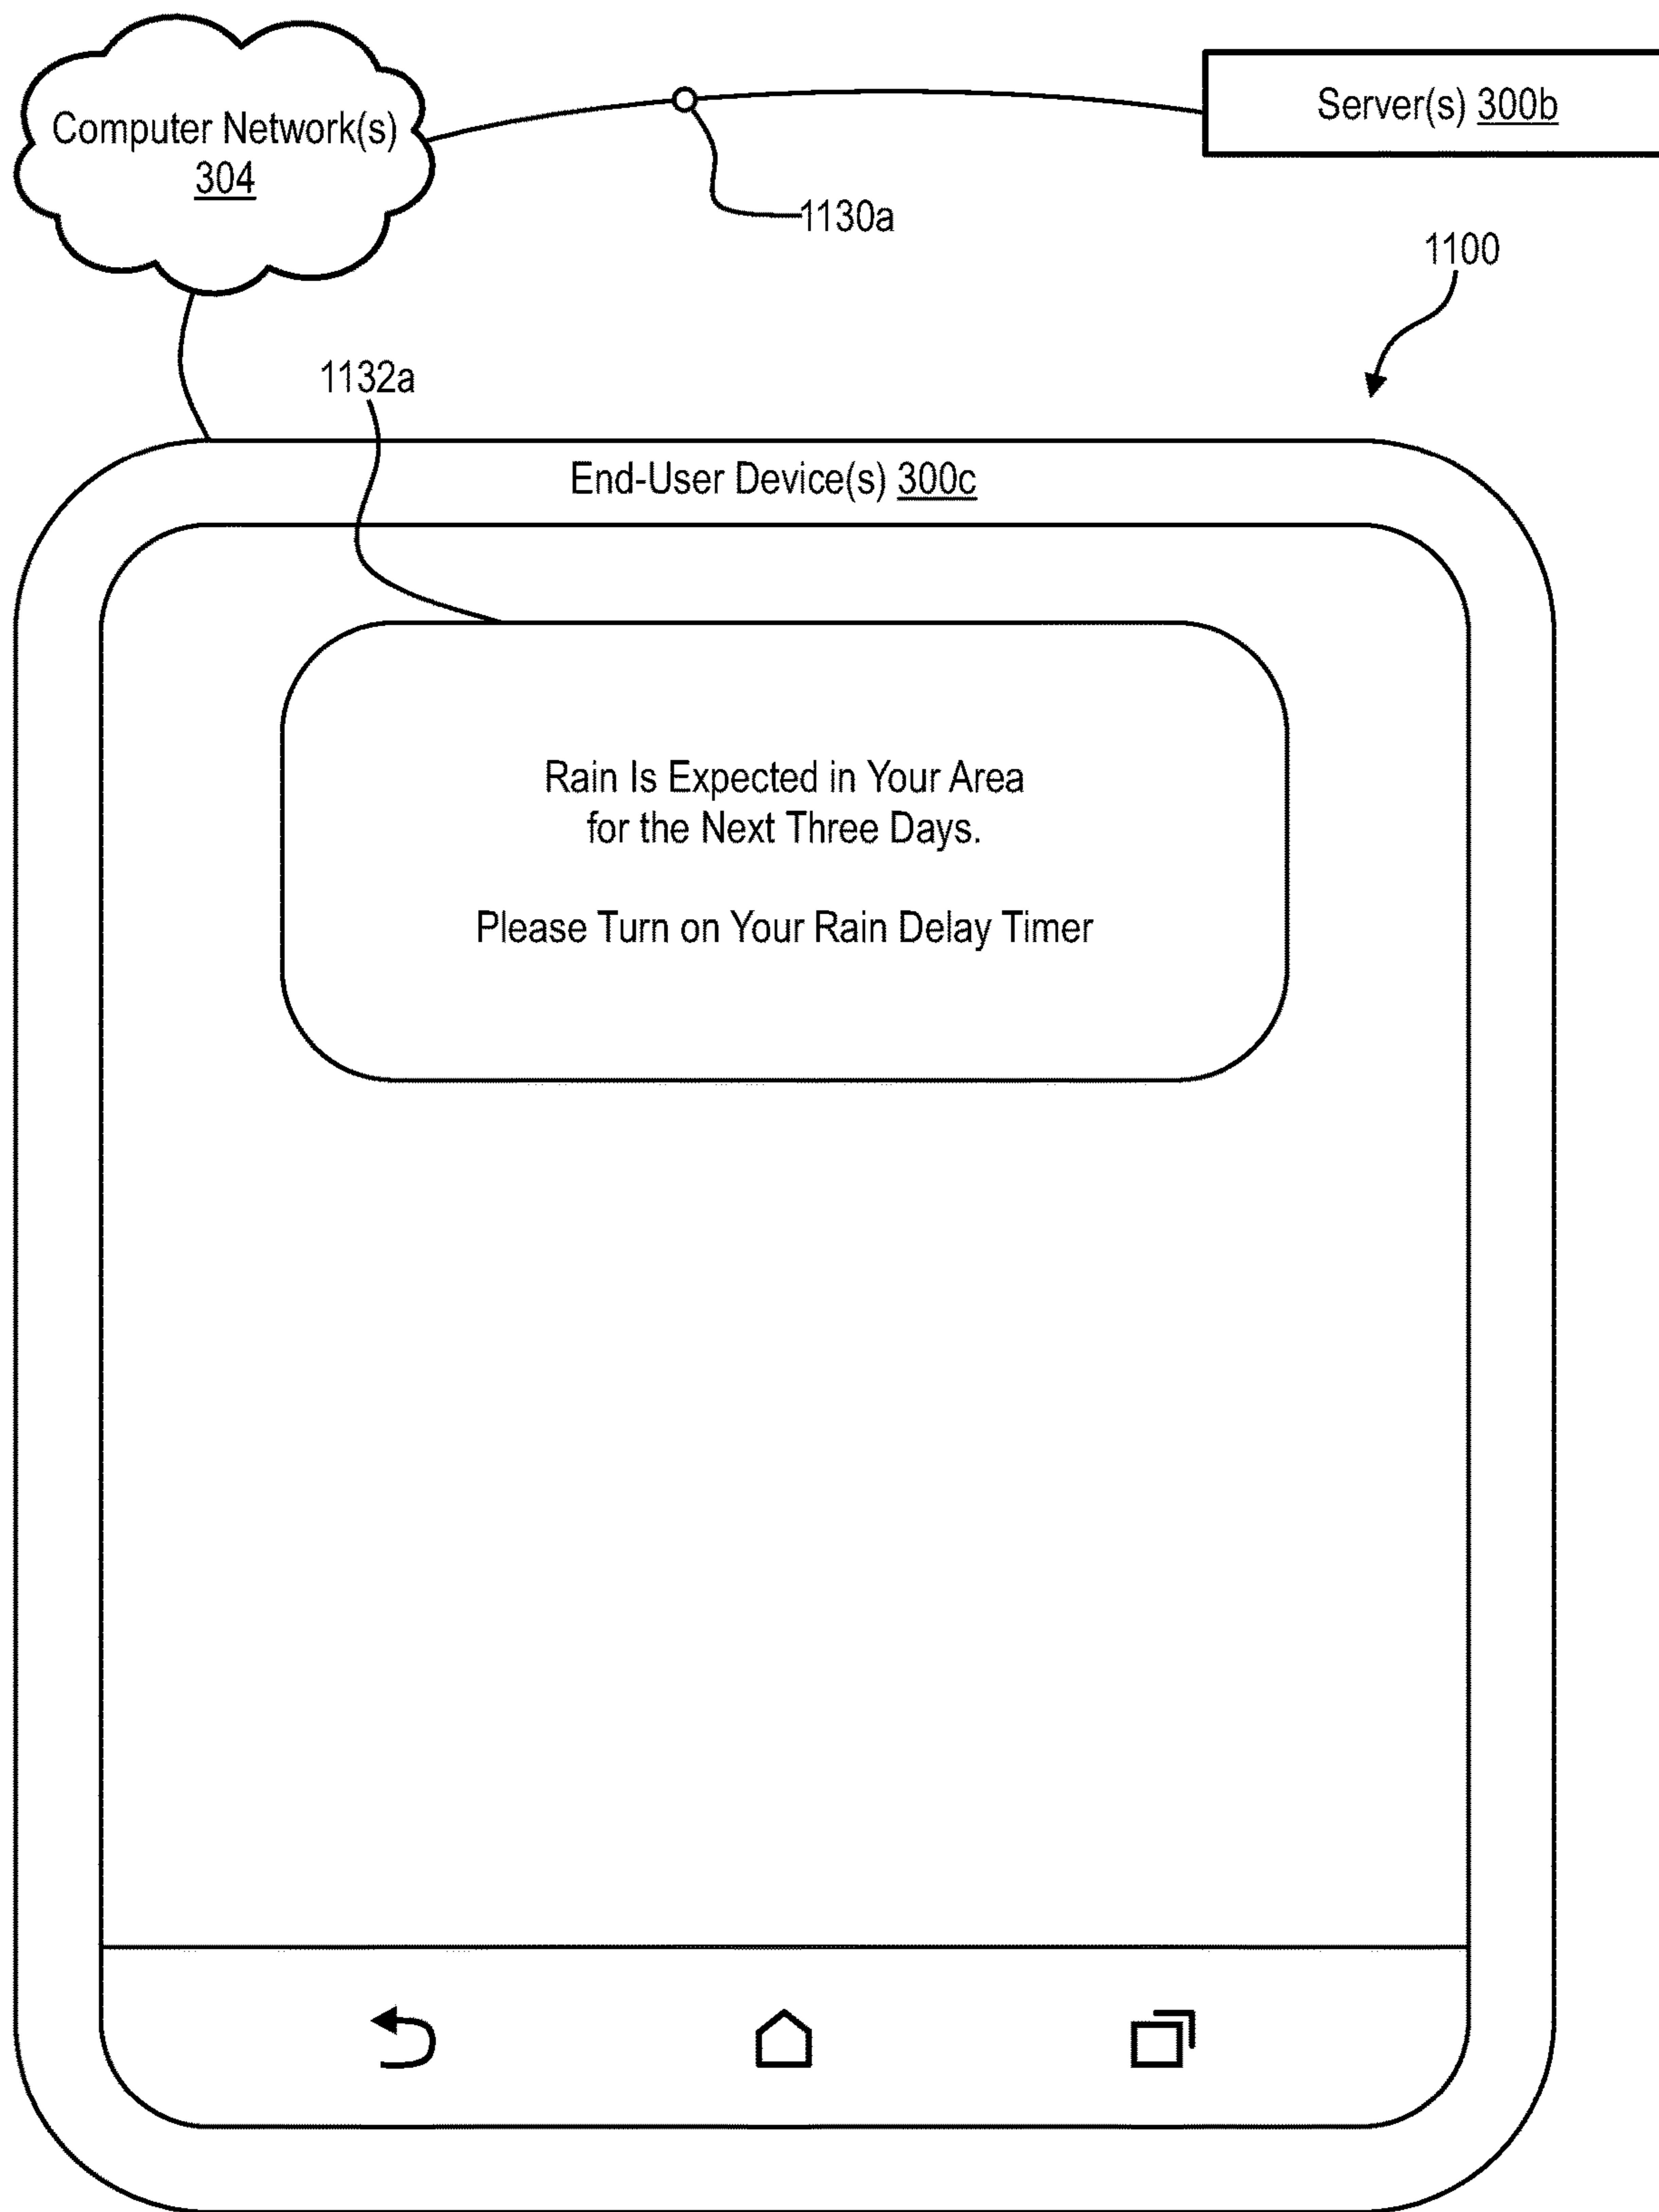 Computer Network(s)
304
Server(s) 300b
1130a
1100
1132a
End-User Device(s) 300c
Rain Is Expected in Your Area
for the Next Three Days.
Please Turn on Your Rain Delay Timer